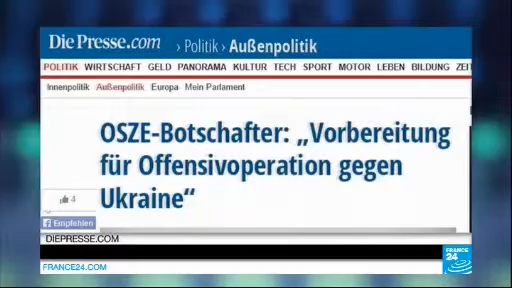 DiePresse.com › Politik › Außenpolitik
POLITIK WIRTSCHAFT GELD PANORAMA KULTUR TECH SPORT MOTOR LEBEN BILDUNG ZEIT
Innenpolitik Außenpolitik Europa Mein Parlament
OSZE-Botschafter: „Vorbereitung
für Offensivoperation gegen
Ukraine“
4
Empfehlen
DIEPRESSE.COM
FRANCE24.COM
FRANCE
24